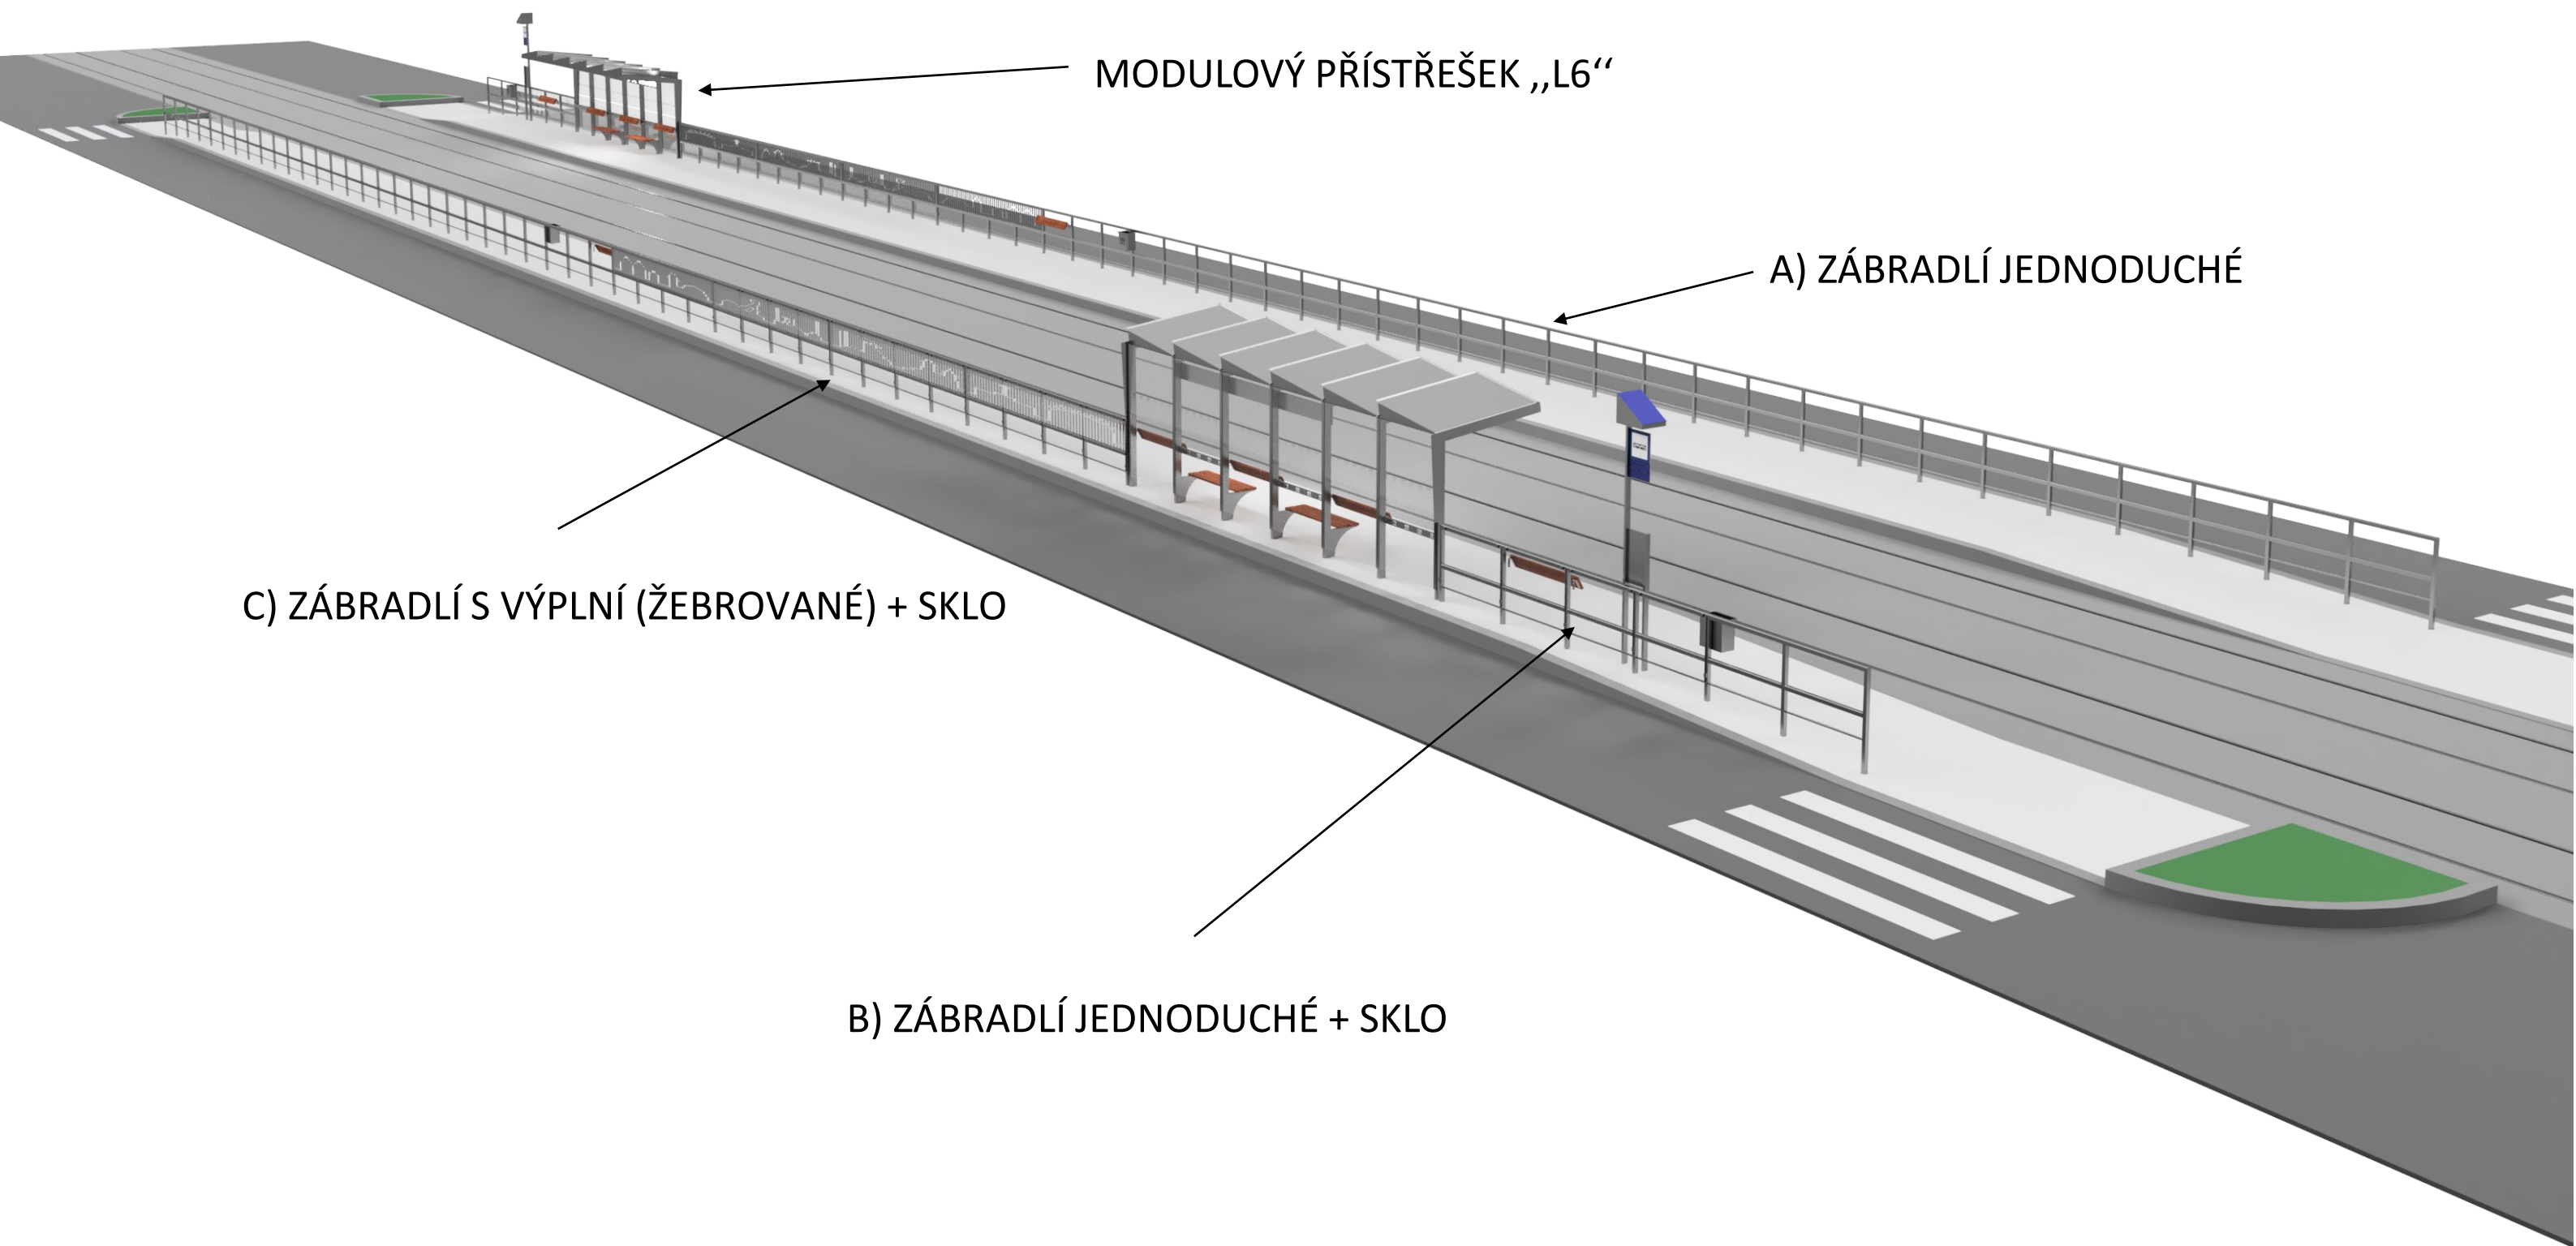 MODULOVÝ PŘÍSTŘEŠEK ,,L6‘‘
A) ZÁBRADLÍ JEDNODUCHÉ
C) ZÁBRADLÍ S VÝPLNÍ (ŽEBROVANÉ) + SKLO
B) ZÁBRADLÍ JEDNODUCHÉ + SKLO